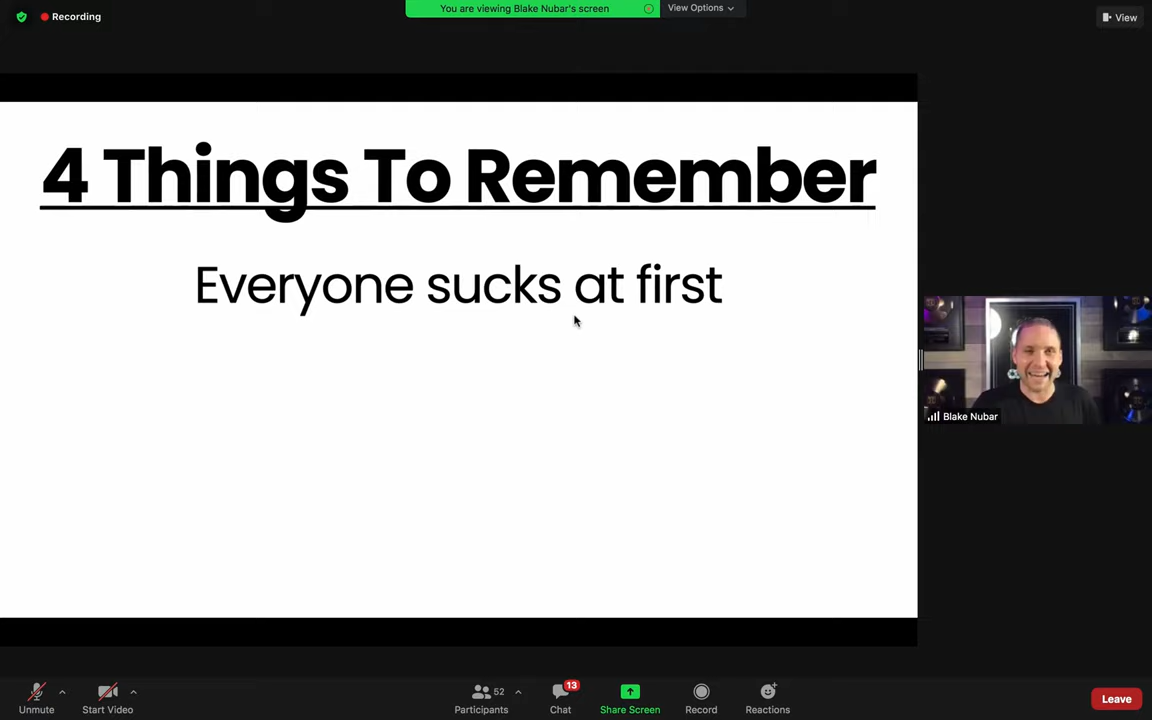 Recording
You are viewing Blake Nubar's screen
View Options
View
4 Things To Remember
Everyone sucks at first
Blake Nubar
52
13
Unmute
Start Video
Participants
Chat
Share Screen
Record
Reactions
Leave